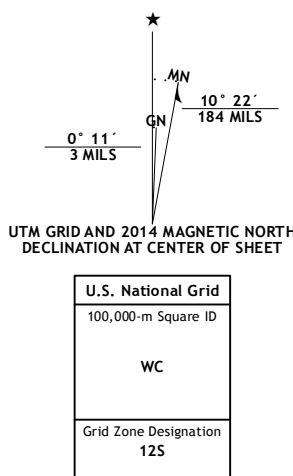 ★
MN
GN
10° 22´
184 MILS
0° 11´
3 MILS
UTM GRID AND 2014 MAGNETIC NORTH
DECLINATION AT CENTER OF SHEET
U.S. National Grid
100,000-m Square ID
WC
Grid Zone Designation
12S